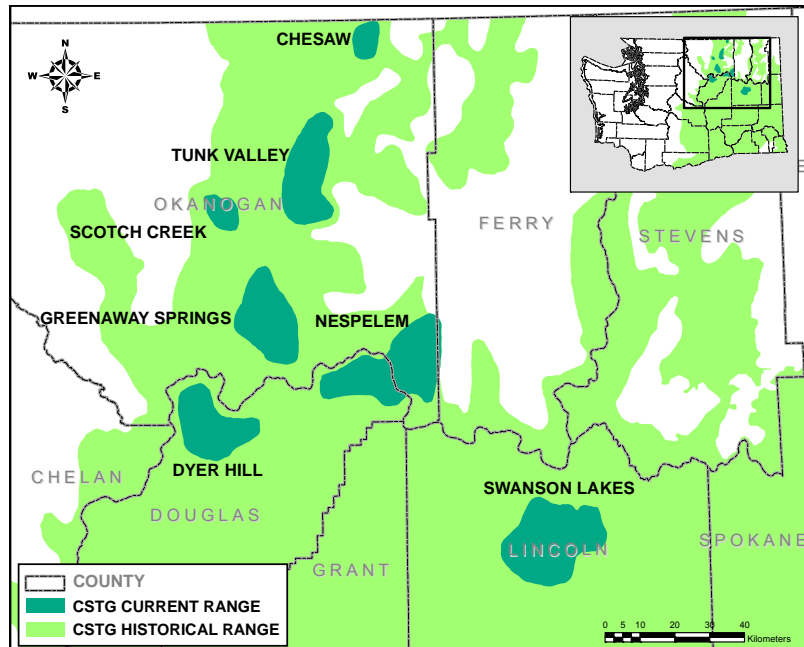 N
W E
S
CHESAW
TUNK VALLEY
OKANOGAN
SCOTCH CREEK
FERRY
STEVENS
GREENAWAY SPRINGS
NESPELEM
DYER HILL
CHELAN
SWANSON LAKES
DOUGLAS
LINCOLN
SPOKANE
GRANT
COUNTY
CSTG CURRENT RANGE
CSTG HISTORICAL RANGE
0 5 10 20 30 40
Kilometers